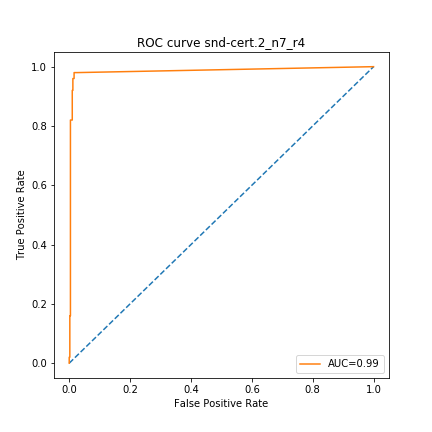 ROC curve snd-cert.2_n7_r4
True Positive Rate
1.0
0.8
0.6
0.4
0.2
0.0
0.0 0.2 0.4 0.6 0.8 1.0
False Positive Rate
AUC=0.99